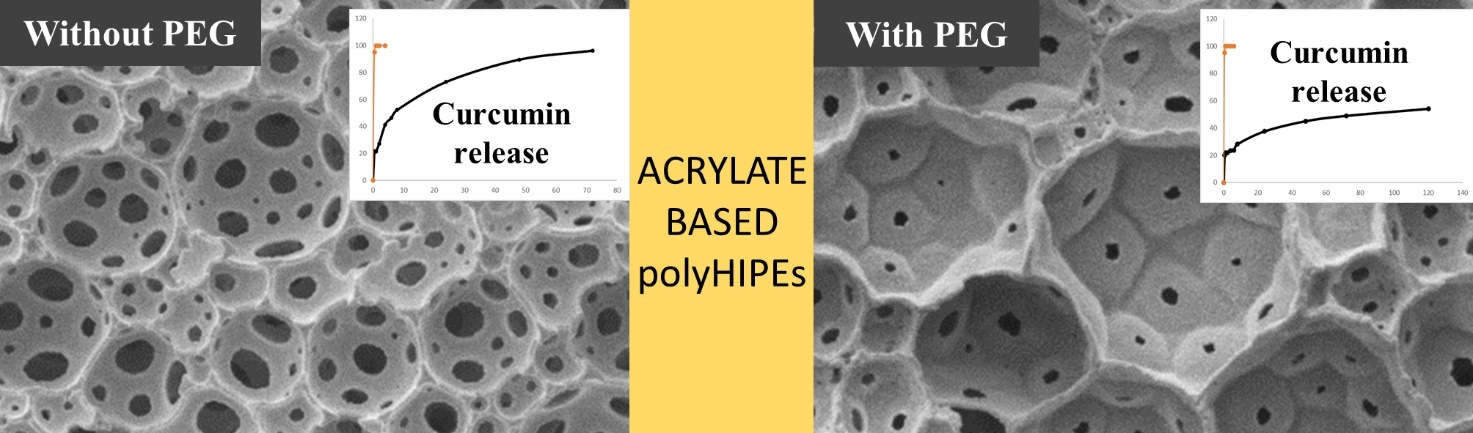 Without PEG
120
100
80
60
40
20
0
0 10 20 30 40 50 60 70 80
Curcumin
release
ACRYLATE
BASED
polyHIPEs
With PEG
120
100
80
60
40
20
0
0 20 40 60 80 100 120 140
Curcumin
release